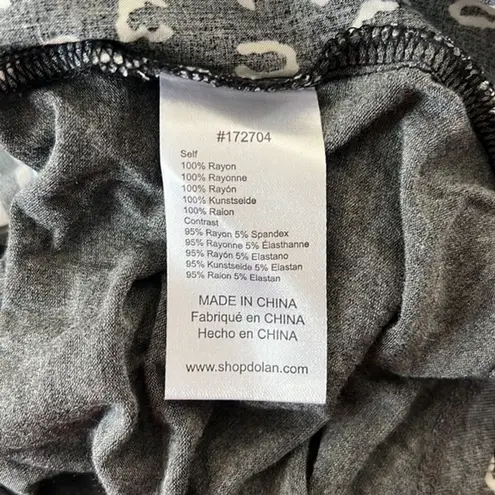 #172704
Self
100% Rayon
100% Rayonne
100% Rayón
100% Kunstseide
100% Raion
Contrast
95% Rayon 5% Spandex
95% Rayonne 5% Élasthanne
95% Rayón 5% Elastano
95% Kunstseide 5% Elastan
95% Raion 5% Elastan
MADE IN CHINA
Fabriqué en CHINA
Hecho en CHINA
www.shopdolan.com